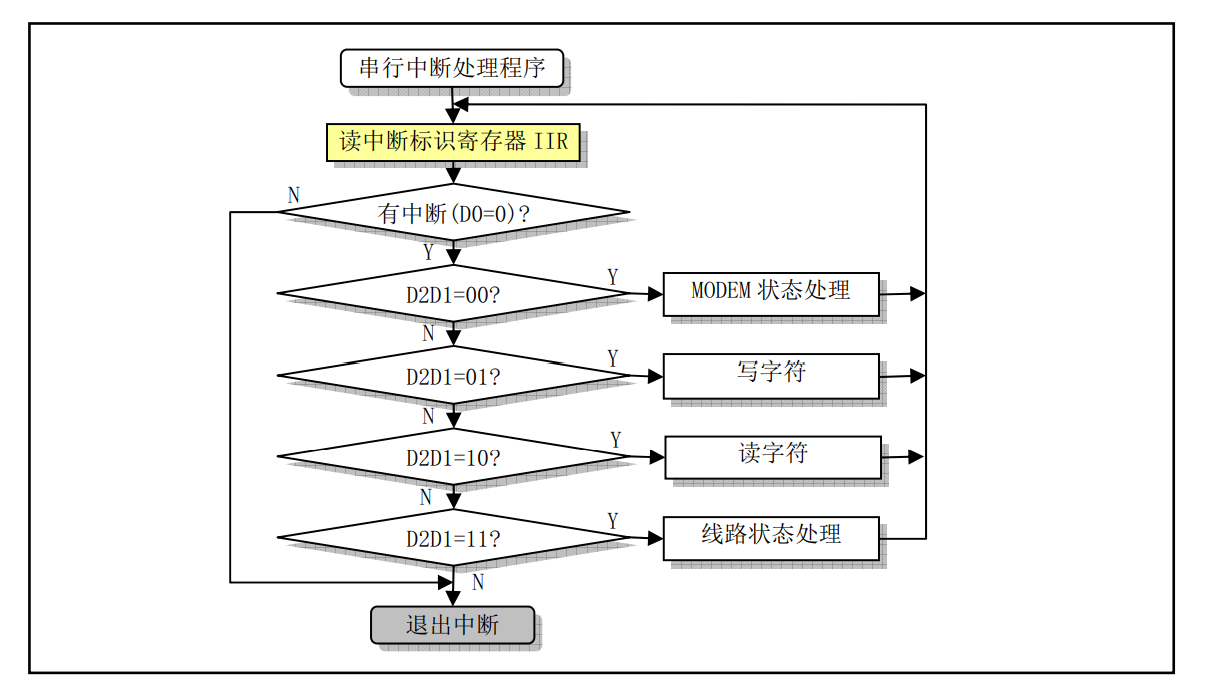 串行中断处理程序
读中断标识寄存器 IIR
N
有中断(D0=0)?
Y
D2D1=00?
Y
MODEM 状态处理
N
D2D1=01?
Y
写字符
N
D2D1=10?
Y
读字符
N
D2D1=11?
Y
线路状态处理
N
退出中断